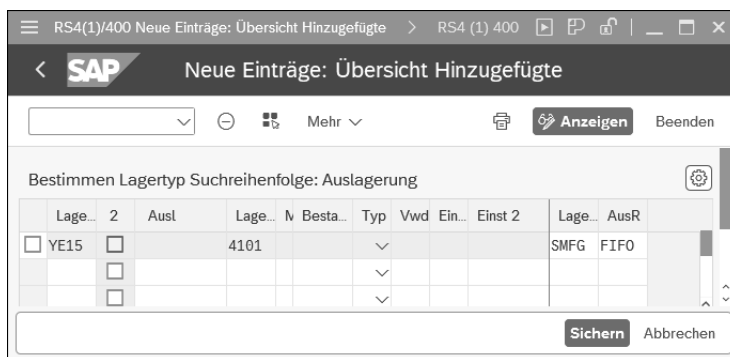 RS4(1)/400 Neue Einträge: Übersicht Hinzugefügte > RS4 (1) 400
SAP Neue Einträge: Übersicht Hinzugefügte
Mehr Anzeigen Beenden
Bestimmen Lagertyp Suchreihenfolge: Auslagerung
Lage... 2 Ausl Lage... M Besta... Typ Vwd Ein... Einst 2 Lage... AusR
YE15 4101 SMFG FIFO
Sichern Abbrechen